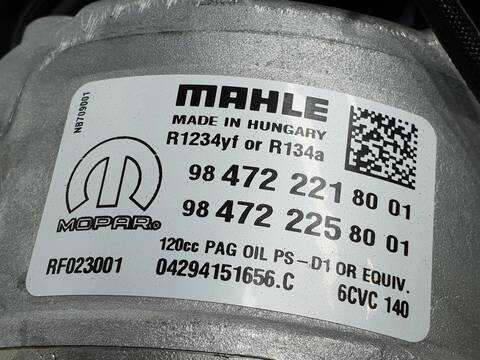 NB709001
MAHLE
MADE IN HUNGARY
R1234yf or R134a
98 472 221 80 01
98 472 225 80 01
MOPAR
120cc PAG OIL PS-D1 OR EQUIV.
RF023001 04294151656.C 6CVC 140